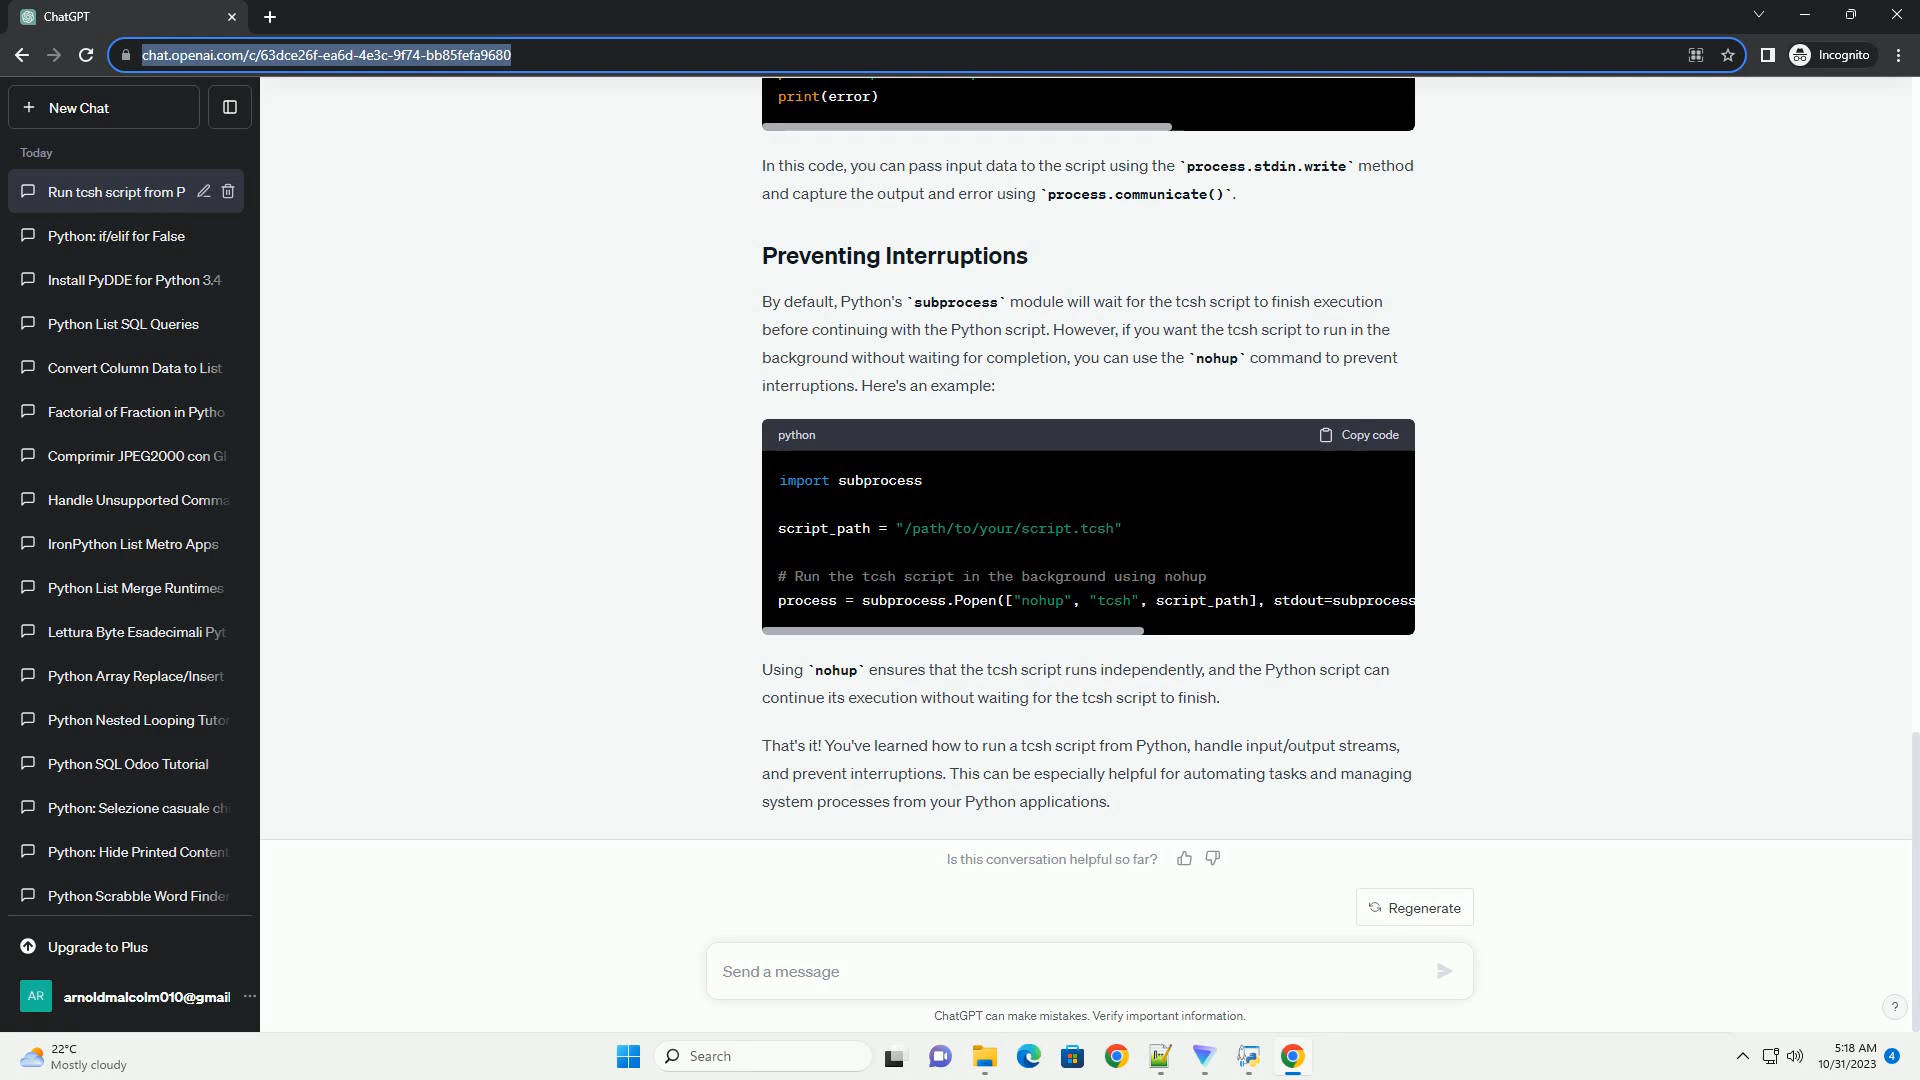 ChatGPT
chat.openai.com/c/63dce26f-ea6d-4e3c-9f74-bb85fefa9680
Incognito
New Chat
Today
Run tcsh script from P
Python: if/elif for False
Install PyDDE for Python 3.4
Python List SQL Queries
Convert Column Data to List
Factorial of Fraction in Pytho
Comprimir JPEG2000 con G
Handle Unsupported Comma
IronPython List Metro Apps
Python List Merge Runtimes
Lettura Byte Esadecimali Pyt
Python Array Replace/Insert
Python Nested Looping Tutor
Python SQL Odoo Tutorial
Python: Selezione casuale ch
Python: Hide Printed Content
Python Scrabble Word Finder
Upgrade to Plus
AR
arnoldmalcolm010@gmail
print(error)
In this code, you can pass input data to the script using the `process.stdin.write` method
and capture the output and error using `process.communicate()`.
Preventing Interruptions
By default, Python's `subprocess` module will wait for the tcsh script to finish execution
before continuing with the Python script. However, if you want the tcsh script to run in the
background without waiting for completion, you can use the `nohup` command to prevent
interruptions. Here's an example:
python
Copy code
import subprocess
script_path = "/path/to/your/script.tcsh"
# Run the tcsh script in the background using nohup
process = subprocess.Popen(["nohup", "tcsh", script_path], stdout=subprocess
Using `nohup` ensures that the tcsh script runs independently, and the Python script can
continue its execution without waiting for the tcsh script to finish.
That's it! You've learned how to run a tcsh script from Python, handle input/output streams,
and prevent interruptions. This can be especially helpful for automating tasks and managing
system processes from your Python applications.
Is this conversation helpful so far?
Regenerate
Send a message
ChatGPT can make mistakes. Verify important information.
?
22°C
Mostly cloudy
Search
5:18 AM
10/31/2023
4